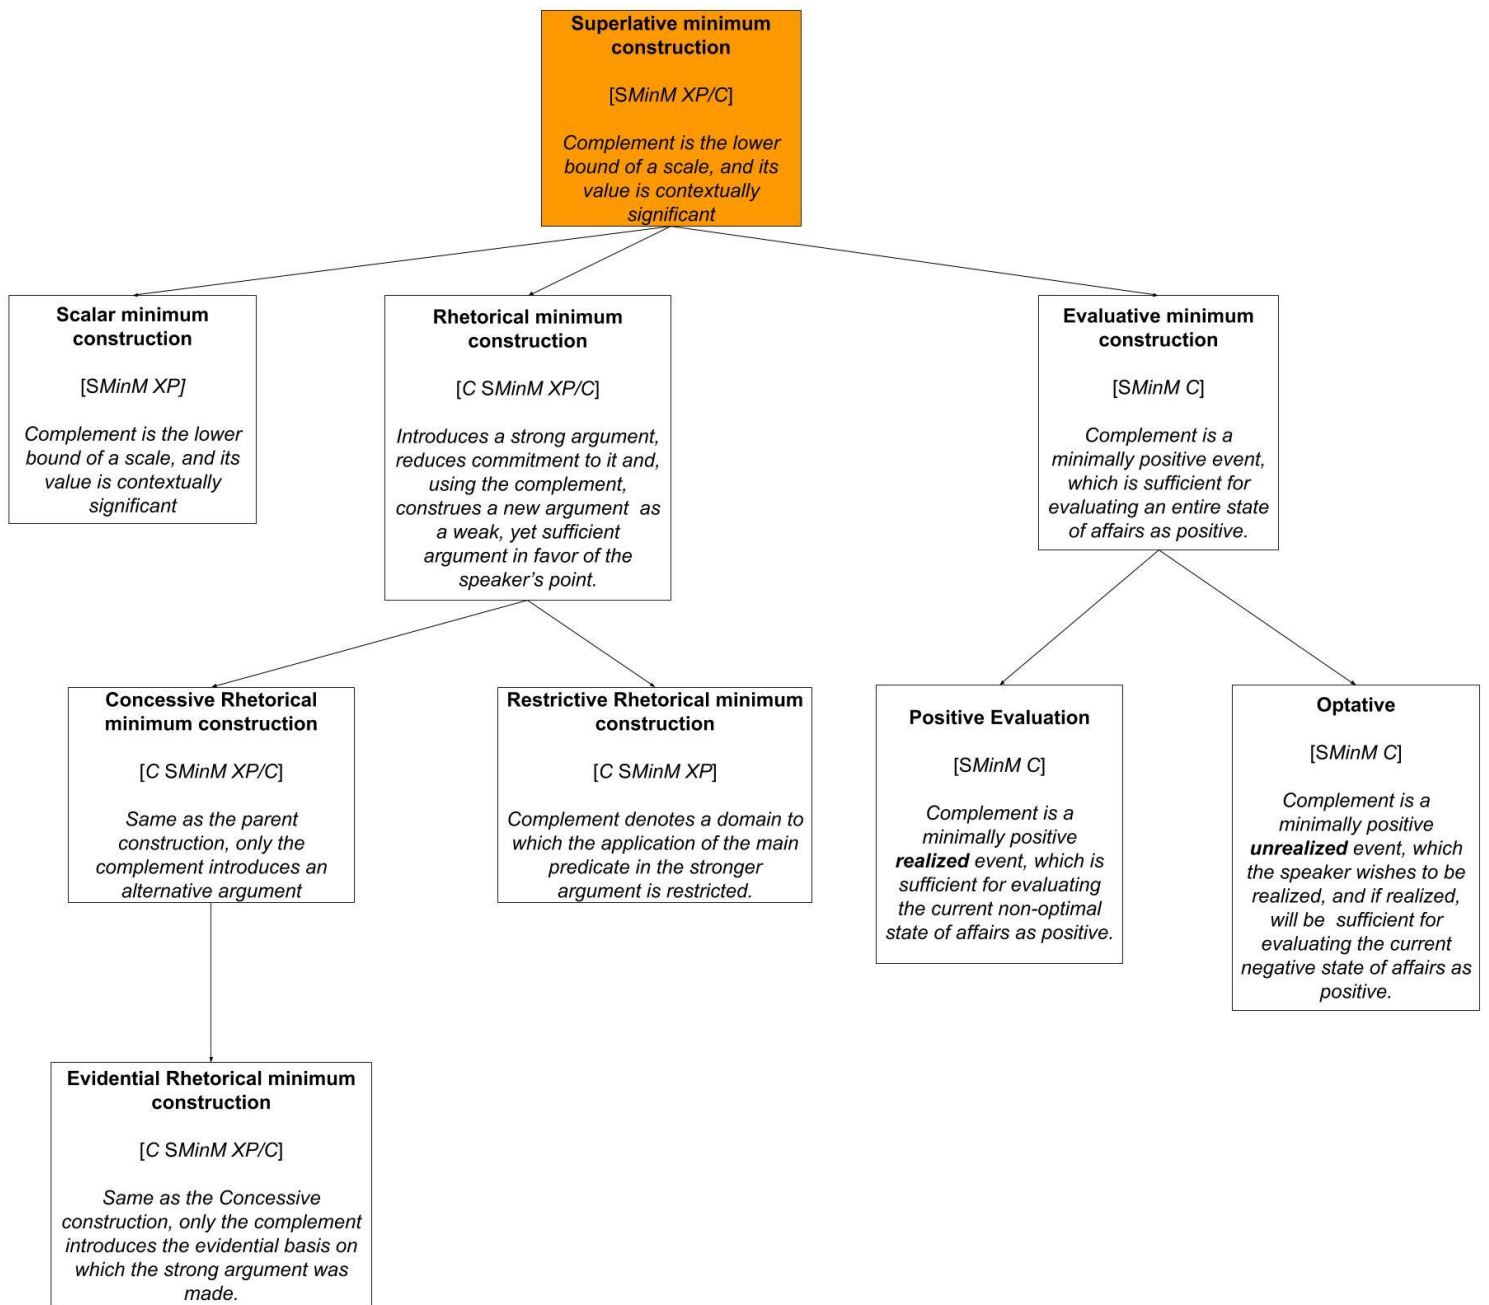 Superlative minimum
construction
[SMinM XP/C]
Complement is the lower
bound of a scale, and its
value is contextually
significant
Scalar minimum
construction
[SMinM XP]
Complement is the lower
bound of a scale, and its
value is contextually
significant
Rhetorical minimum
construction
[C SMinM XP/C]
Introduces a strong argument,
reduces commitment to it and,
using the complement,
construes a new argument as
a weak, yet sufficient
argument in favor of the
speaker's point.
Evaluative minimum
construction
[SMinM C]
Complement is a
minimally positive event,
which is sufficient for
evaluating an entire state
of affairs as positive.
Concessive Rhetorical
minimum construction
[C SMinM XP/C]
Same as the parent
construction, only the
complement introduces an
alternative argument
Restrictive Rhetorical minimum
construction
[C SMinM XP]
Complement denotes a domain to
which the application of the main
predicate in the stronger
argument is restricted.
Positive Evaluation
[SMinM C]
Complement is a
minimally positive
realized event, which is
sufficient for evaluating
the current non-optimal
state of affairs as positive.
Optative
[SMinM C]
Complement is a
minimally positive
unrealized event, which
the speaker wishes to be
realized, and if realized,
will be sufficient for
evaluating the current
negative state of affairs as
positive.
Evidential Rhetorical minimum
construction
[C SMinM XP/C]
Same as the Concessive
construction, only the complement
introduces the evidential basis on
which the strong argument was
made.